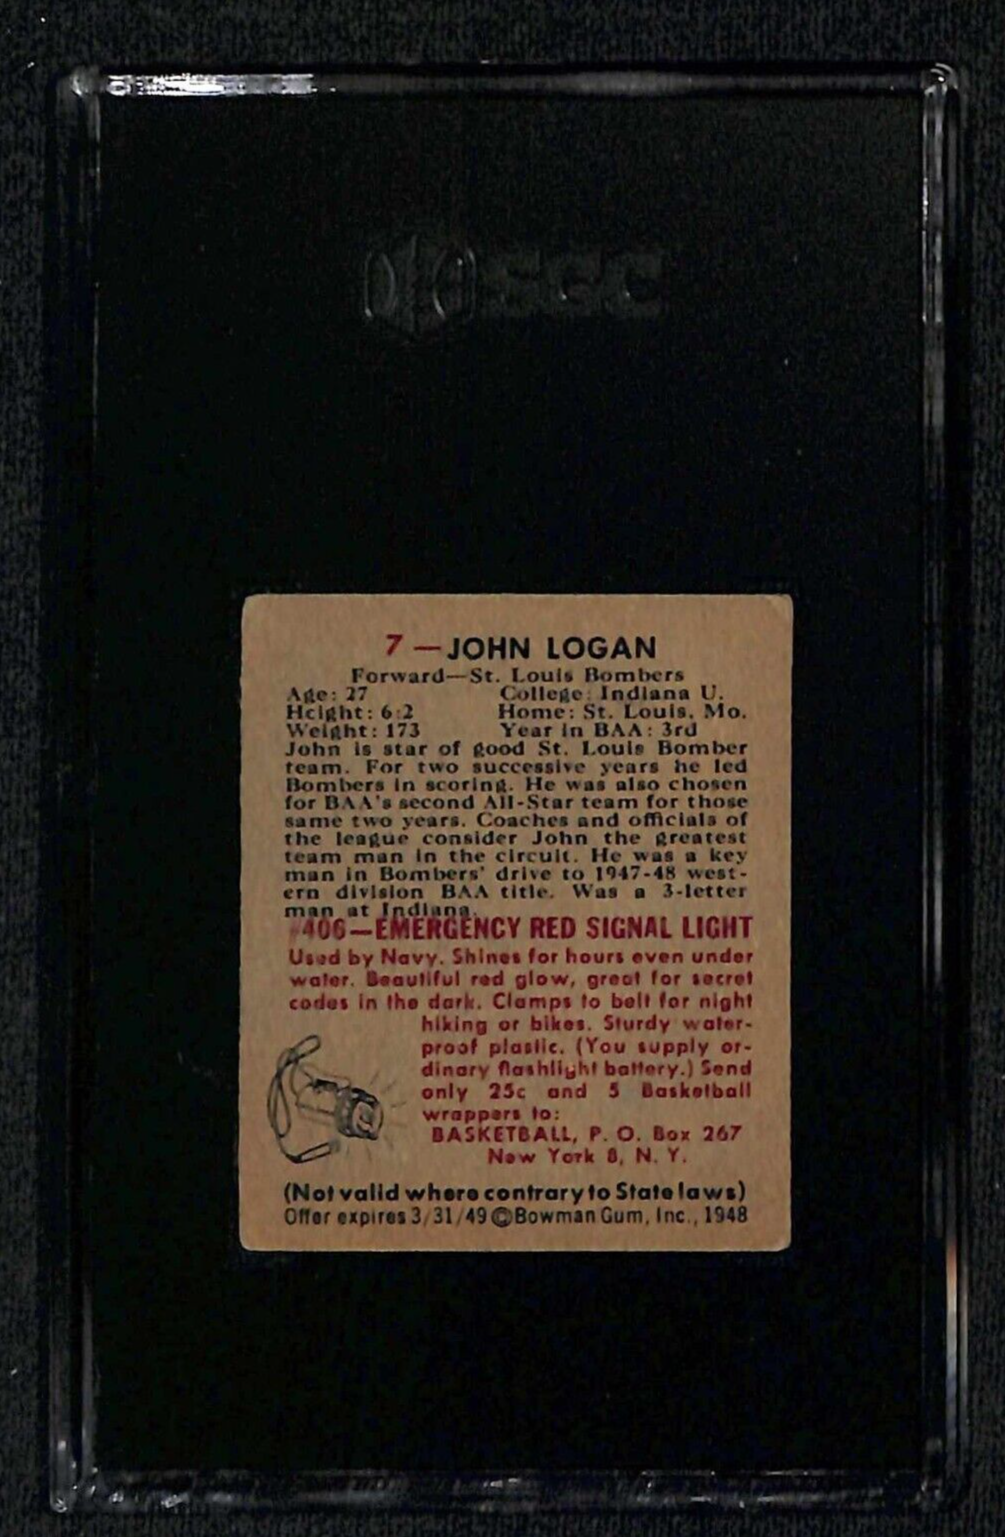 SGC
7—JOHN LOGAN
Forward—St. Louis Bombers
Age: 27 College: Indiana U.
Height: 6:2 Home: St. Louis, Mo.
Weight: 173 Year in BAA: 3rd
John is star of good St. Louis Bomber
team. For two successive years he led
Bombers in scoring. He was also chosen
for BAA's second All-Star team for those
same two years. Coaches and officials of
the league consider John the greatest
team man in the circuit. He was a key
man in Bombers' drive to 1947-48 west-
ern division BAA title. Was a 3-letter
man at Indiana.
406—EMERGENCY RED SIGNAL LIGHT
Used by Navy. Shines for hours even under
water. Beautiful red glow, great for secret
codes in the dark. Clamps to belt for night
hiking or bikes. Sturdy water-
proof plastic. (You supply or-
dinary flashlight battery.) Send
only 25c and 5 Basketball
wrappers to:
BASKETBALL, P. O. Box 267
New York 8, N. Y.
(Not valid where contrary to State laws)
Offer expires 3/31/49 ©Bowman Gum, Inc., 1948